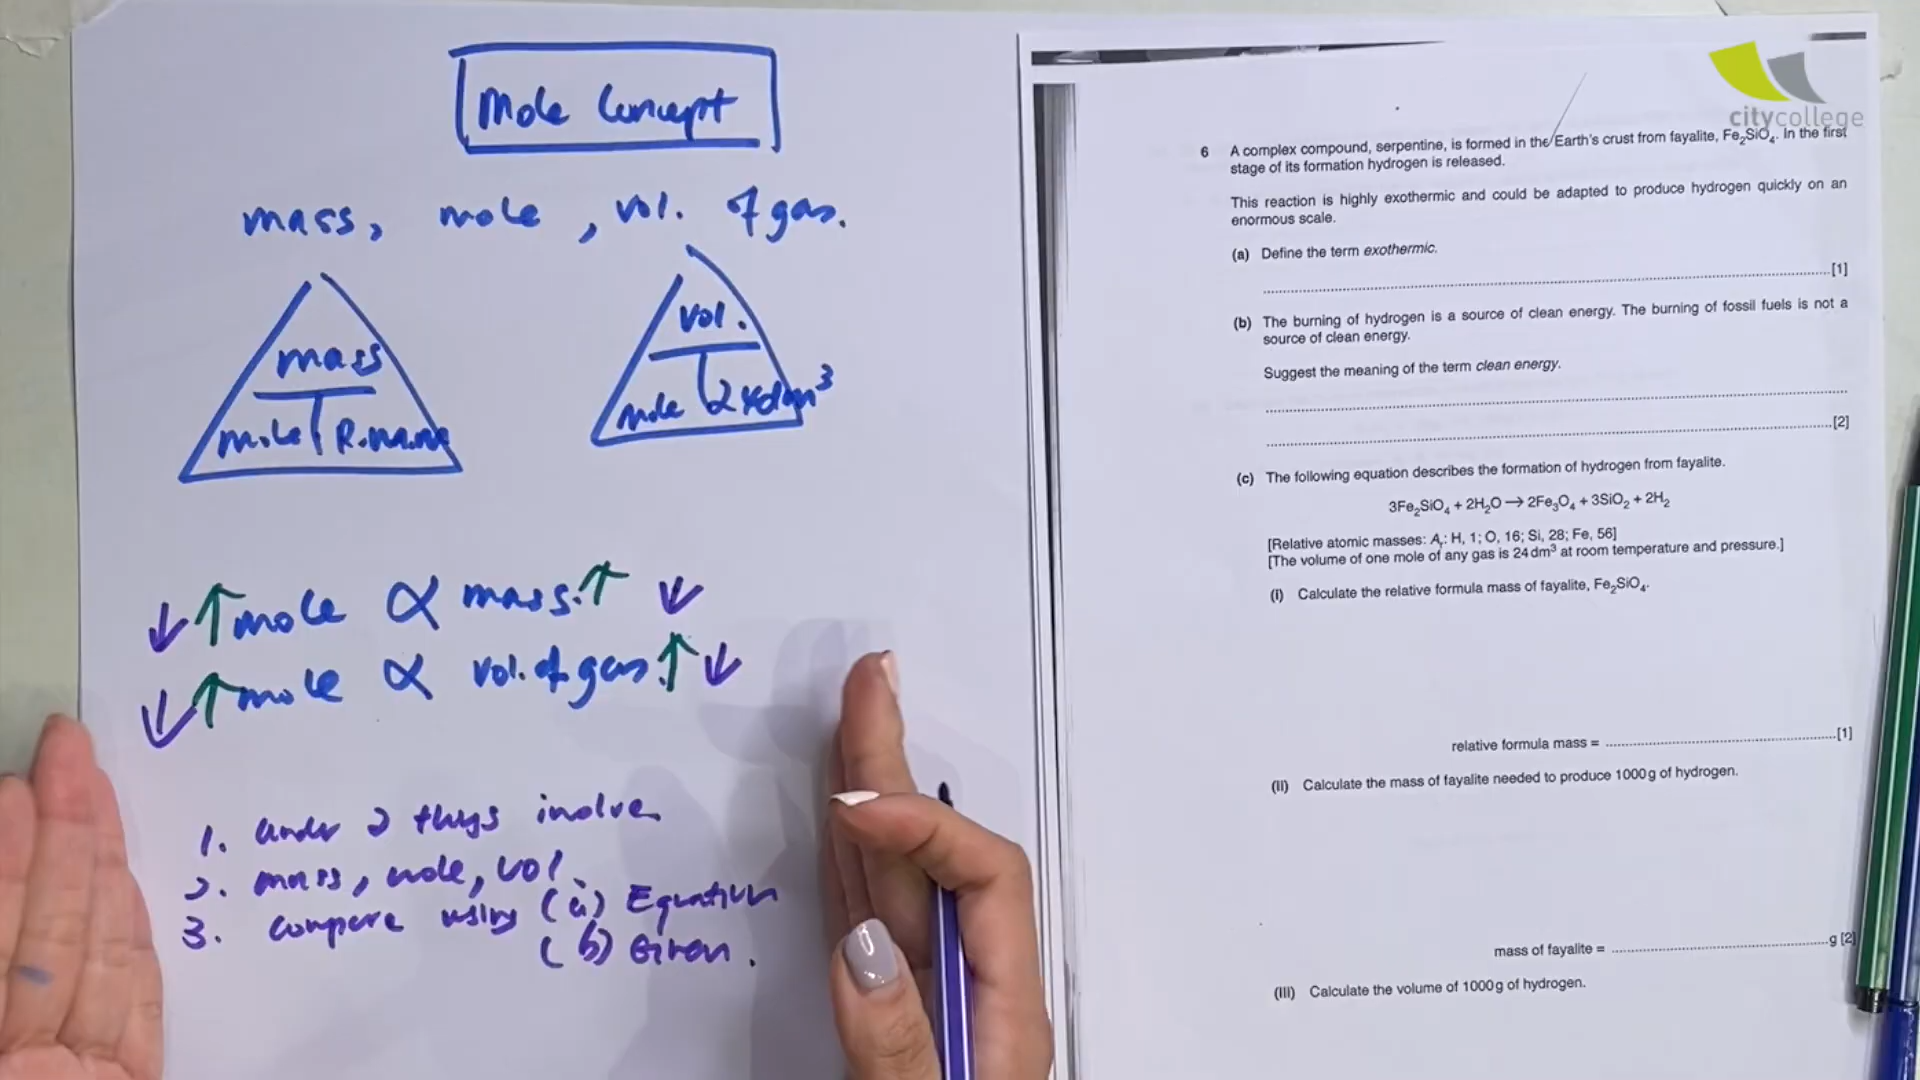 Mole Concept
mass, mole, vol. of gas.
mass
mole
vol.
mole 24dm³
↓↑mole ∝ mass.↑ ↓
↓↑mole ∝ vol. of gas.↑↓
1. under 2 thgs involve
2. mass, mole, vol.
3. compare using (a) Equation
(b) Given.
citycollege
6 A complex compound, serpentine, is formed in the Earth's crust from fayalite, Fe₂SiO₄. In the first
stage of its formation hydrogen is released.
This reaction is highly exothermic and could be adapted to produce hydrogen quickly on an
enormous scale.
(a) Define the term exothermic.
[1]
(b) The burning of hydrogen is a source of clean energy. The burning of fossil fuels is not a
source of clean energy.
Suggest the meaning of the term clean energy.
[2]
(c) The following equation describes the formation of hydrogen from fayalite.
3Fe₂SiO₄ + 2H₂O → 2Fe₃O₄ + 3SiO₂ + 2H₂
[Relative atomic masses: Aᵣ: H, 1; O, 16; Si, 28; Fe, 56]
[The volume of one mole of any gas is 24 dm³ at room temperature and pressure.]
(i) Calculate the relative formula mass of fayalite, Fe₂SiO₄.
relative formula mass = [1]
(ii) Calculate the mass of fayalite needed to produce 1000 g of hydrogen.
mass of fayalite = g [2]
(iii) Calculate the volume of 1000 g of hydrogen.